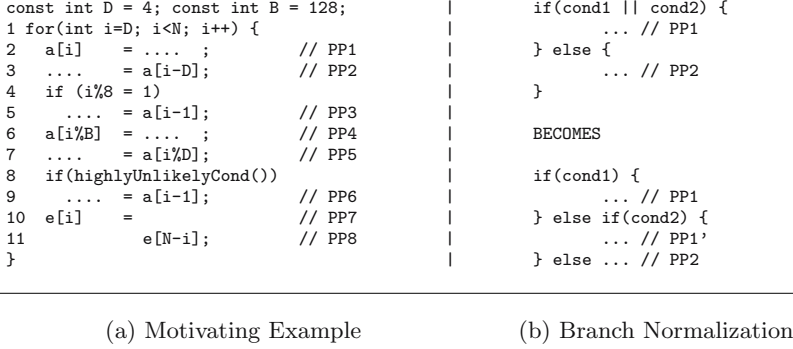 const int D = 4; const int B = 128; | if(cond1 || cond2) {
1 for(int i=D; i<N; i++) { | ... // PP1
2 a[i] = .... ; // PP1 | } else {
3 .... = a[i-D]; // PP2 | ... // PP2
4 if (i%8 = 1) | }
5 .... = a[i-1]; // PP3 |
6 a[i%B] = .... ; // PP4 | BECOMES
7 .... = a[i%D]; // PP5 |
8 if(highlyUnlikelyCond()) | if(cond1) {
9 .... = a[i-1]; // PP6 | ... // PP1
10 e[i] = // PP7 | } else if(cond2) {
11 e[N-i]; // PP8 | ... // PP1'
} | } else ... // PP2
(a) Motivating Example (b) Branch Normalization